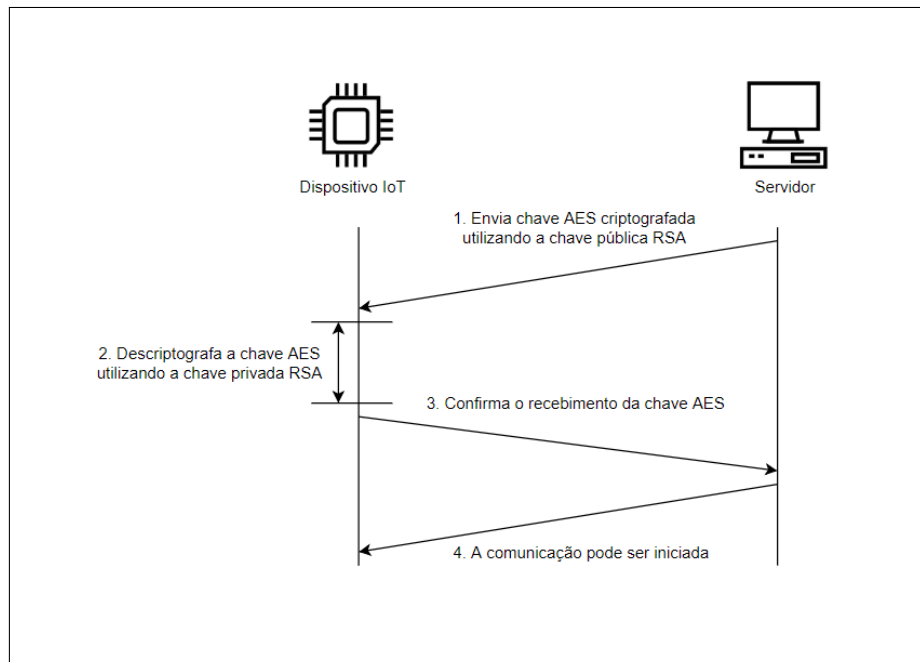 Dispositivo IoT
Servidor
1. Envia chave AES criptografada
utilizando a chave pública RSA
2. Descriptografa a chave AES
utilizando a chave privada RSA
3. Confirma o recebimento da chave AES
4. A comunicação pode ser iniciada